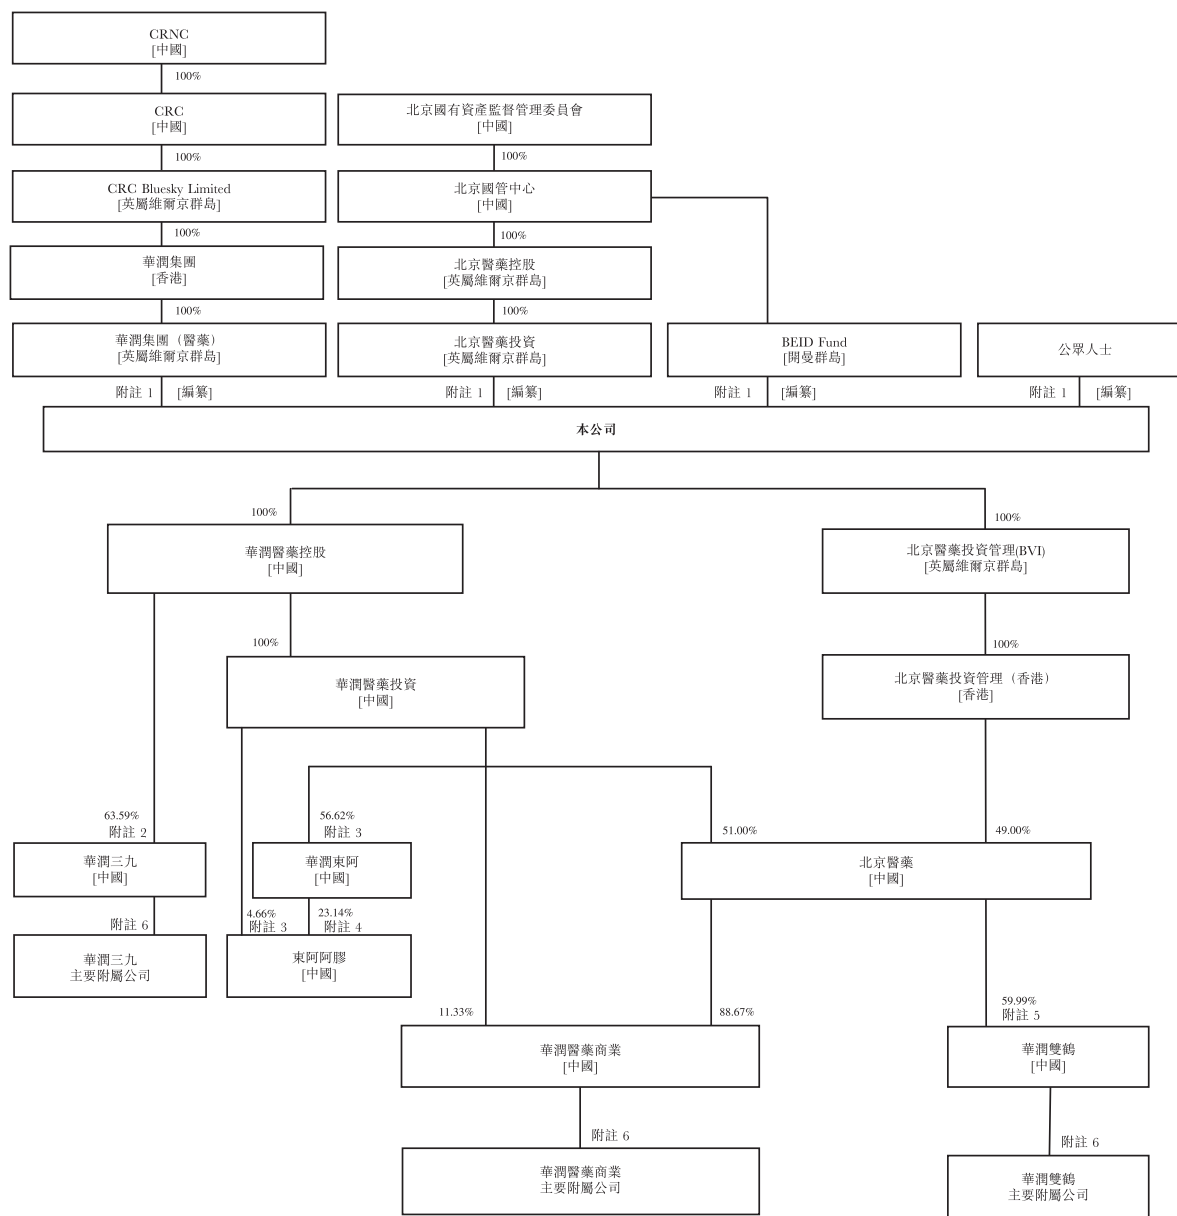 CRNC
[中國]
100%
CRC
[中國]
北京國有資產監督管理委員會
[中國]
100%
100%
CRC Bluesky Limited
[英屬維爾京群島]
北京國管中心
[中國]
100%
100%
華潤集團
[香港]
北京醫藥控股
[英屬維爾京群島]
100%
100%
華潤集團（醫藥）
[英屬維爾京群島]
北京醫藥投資
[英屬維爾京群島]
BEID Fund
[開曼群島]
公眾人士
附註 1 [編纂]
附註 1 [編纂]
附註 1 [編纂]
附註 1 [編纂]
本公司
100%
100%
華潤醫藥控股
[中國]
北京醫藥投資管理(BVI)
[英屬維爾京群島]
100%
100%
華潤醫藥投資
[中國]
北京醫藥投資管理（香港）
[香港]
63.59%
附註 2
56.62%
附註 3
51.00%
49.00%
華潤三九
[中國]
華潤東阿
[中國]
北京醫藥
[中國]
附註 6
4.66%
附註 3
23.14%
附註 4
華潤三九
主要附屬公司
東阿阿膠
[中國]
11.33%
88.67%
59.99%
附註 5
華潤醫藥商業
[中國]
華潤雙鶴
[中國]
附註 6
附註 6
華潤醫藥商業
主要附屬公司
華潤雙鶴
主要附屬公司